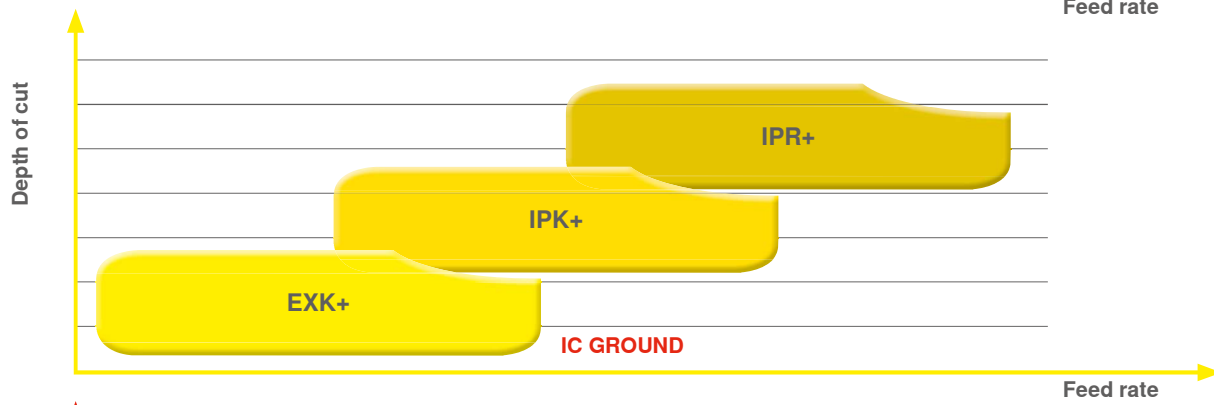 Feed rate
Depth of cut
IPR+
IPK+
EXK+
IC GROUND
Feed rate